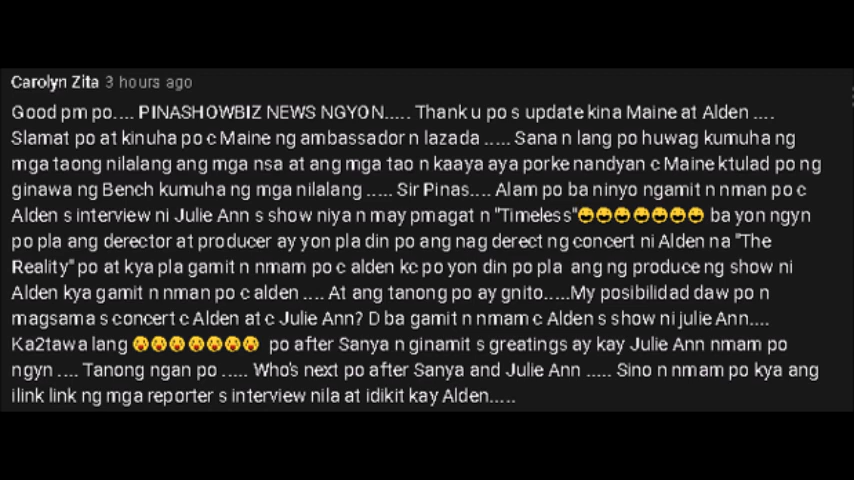 Carolyn Zita 3 hours ago
Good pm po.... PINASHOWBIZ NEWS NGYON..... Thank u po s update kina Maine at Alden ....
Slamat po at kinuha po c Maine ng ambassador n lazada ..... Sana n lang po huwag kumuha ng
mga taong nilalang ang mga nsa at ang mga tao n kaaya aya porke nandyan c Maine ktulad po ng
ginawa ng Bench kumuha ng mga nilalang ..... Sir Pinas.... Alam po ba ninyo ngamit n nman po c
Alden s interview ni Julie Ann s show niya n may pmagat n "Timeless"😀😀😀😀😀😀😀 ba yon ngyn
po pla ang derector at producer ay yon pla din po ang nag derect ng concert ni Alden na "The
Reality" po at kya pla gamit n nmam po c alden kc po yon din po pla ang ng produce ng show ni
Alden kya gamit n nman po c alden .... At ang tanong po ay gnito.....My posibilidad daw po n
magsama s concert c Alden at c Julie Ann? D ba gamit n nmam c Alden s show ni julie Ann....
Ka2tawa lang 😲😲😲😲😲😲😲 po after Sanya n ginamit s greatings ay kay Julie Ann nmam po
ngyn .... Tanong ngan po ..... Who's next po after Sanya and Julie Ann ..... Sino n nmam po kya ang
ilink link ng mga reporter s interview nila at idikit kay Alden.....